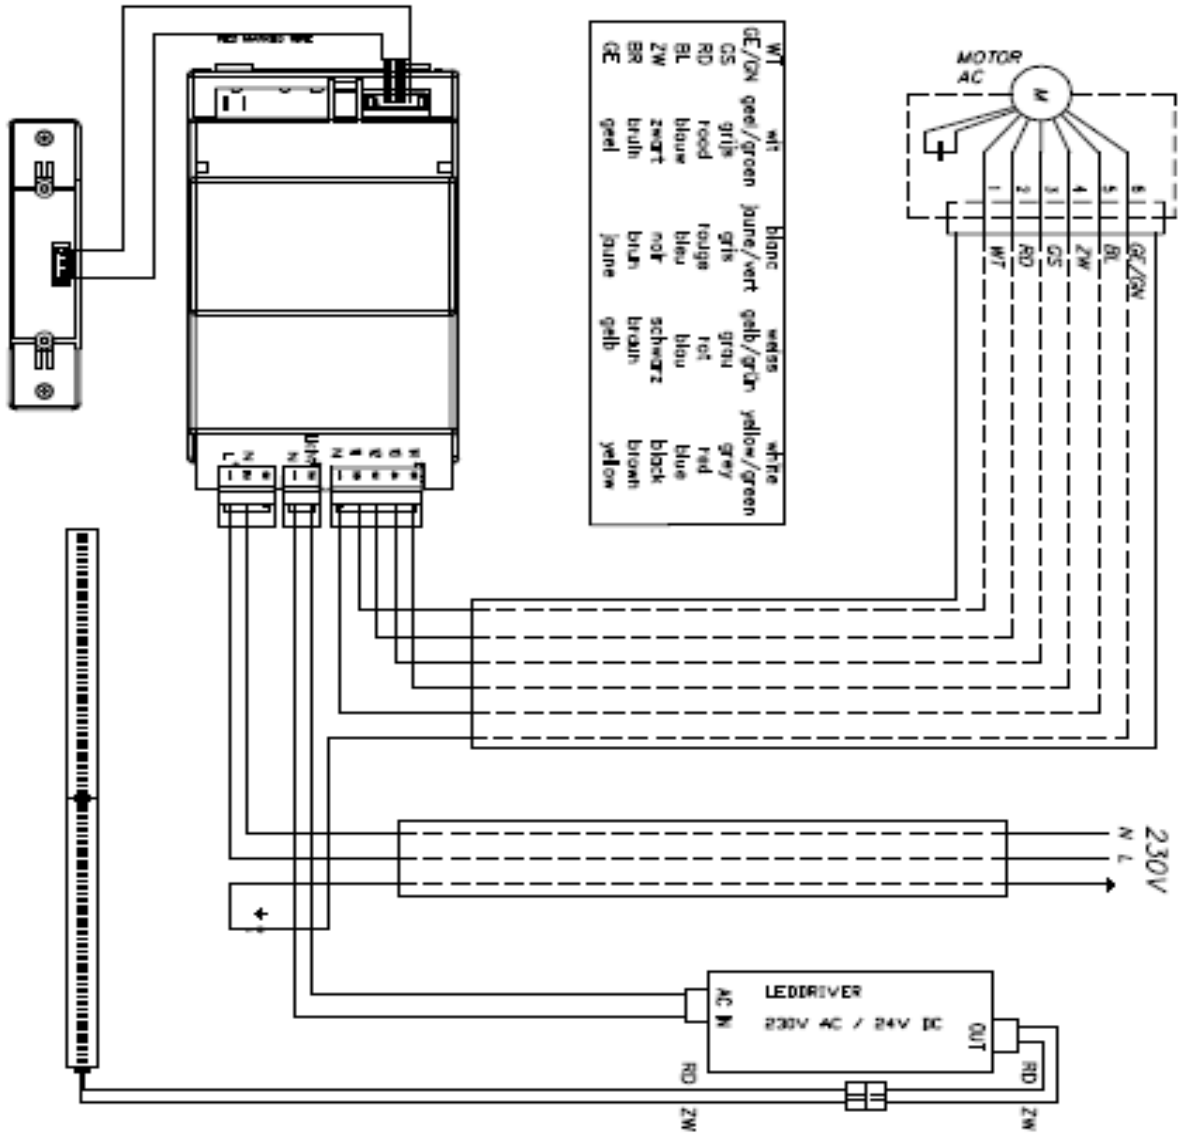 MOTOR
AC
M
1 2 3 4 5 6
WT RD GS ZW BL GE/GN
WT wit blanc weiss white
GE/GN geel/groen jaune/vert gelb/grün yellow/green
GS grijs gris grau grey
RD rood rouge rot red
BL blauw bleu blau blue
ZW zwart noir schwarz black
BR bruin brun braun brown
GE geel jaune gelb yellow
L N
N
N
230V
N
L
LEDDRIVER
230V AC / 24V DC
AC IN
OUT
RD RD
ZW ZW